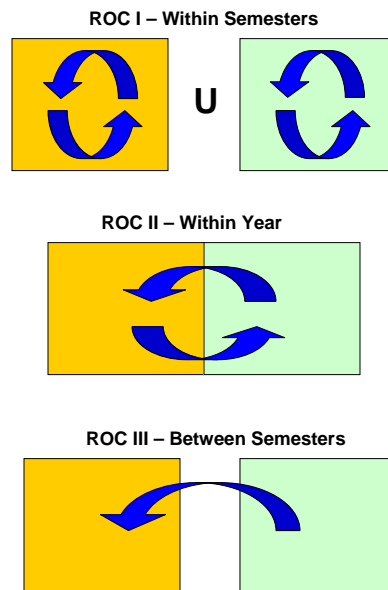 ROC I – Within Semesters
U
ROC II – Within Year
ROC III – Between Semesters